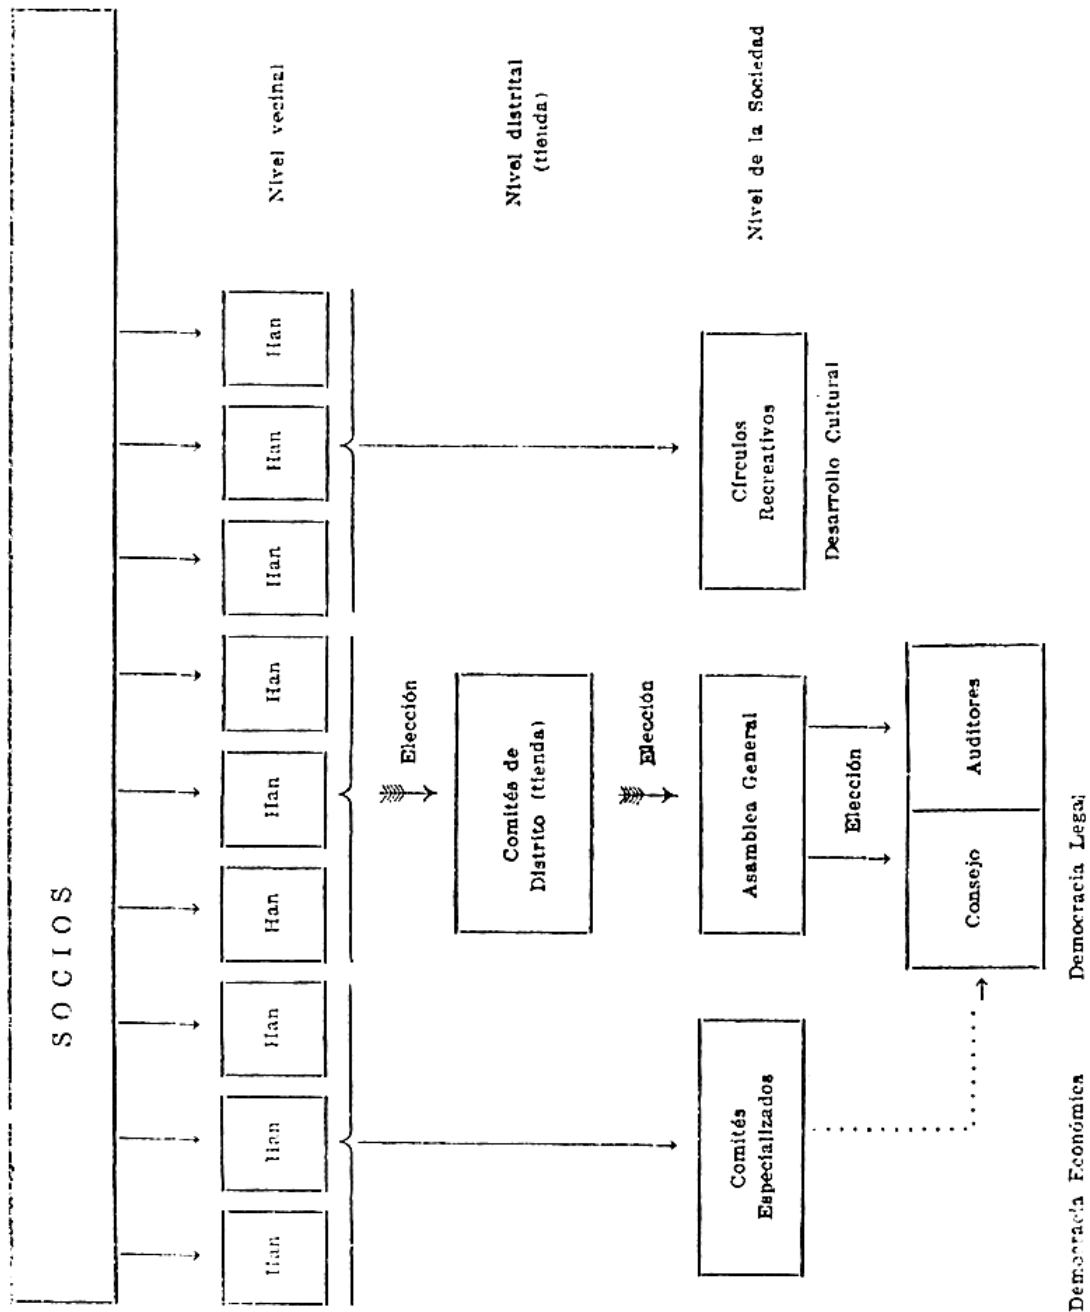 SOCIOS
Han
Han
Han
Han
Han
Han
Han
Han
Han
Nivel vecinal
Elección
Comités de
Distrito (tienda)
Nivel distrital
(tienda)
Elección
Comités
Especializados
Asamblea General
Círculos
Recreativos
Nivel de la Sociedad
Desarrollo Cultural
Elección
Consejo
Auditores
Democracia Económica
Democracia Legal